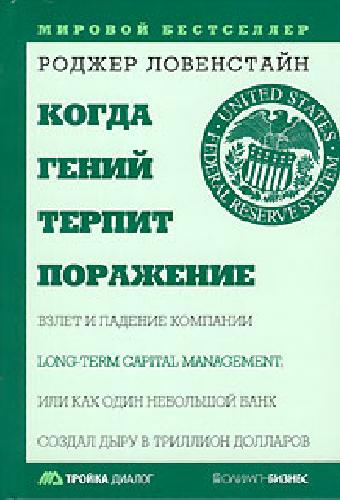 МИРОВОЙ БЕСТСЕЛЛЕР
РОДЖЕР ЛОВЕНСТАЙН
КОГДА
ГЕНИЙ
ТЕРПИТ
ПОРАЖЕНИЕ
UNITED STATES
FEDERAL RESERVE SYSTEM
ВЗЛЕТ И ПАДЕНИЕ КОМПАНИИ
LONG-TERM CAPITAL MANAGEMENT,
ИЛИ КАК ОДИН НЕБОЛЬШОЙ БАНК
СОЗДАЛ ДЫРУ В ТРИЛЛИОН ДОЛЛАРОВ
ТРОЙКА ДИАЛОГ
ОЛИМП-БИЗНЕС